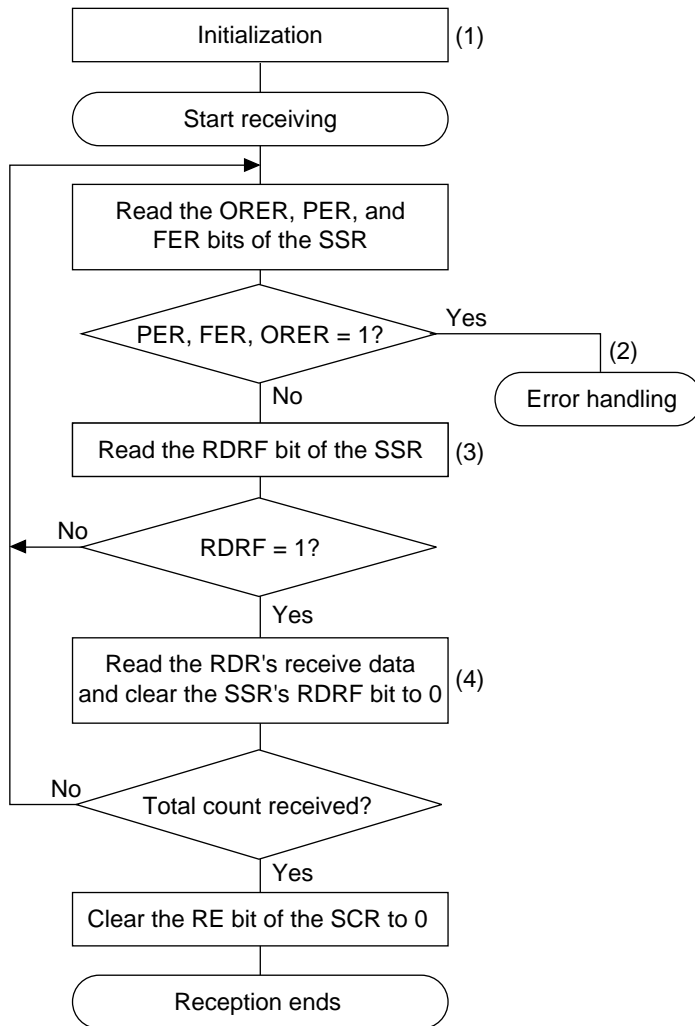 Initialization
(1)
Start receiving
Read the ORER, PER, and
FER bits of the SSR
PER, FER, ORER = 1?
Yes
(2)
Error handling
No
Read the RDRF bit of the SSR
(3)
No
RDRF = 1?
Yes
Read the RDR's receive data
and clear the SSR's RDRF bit to 0
(4)
No
Total count received?
Yes
Clear the RE bit of the SCR to 0
Reception ends